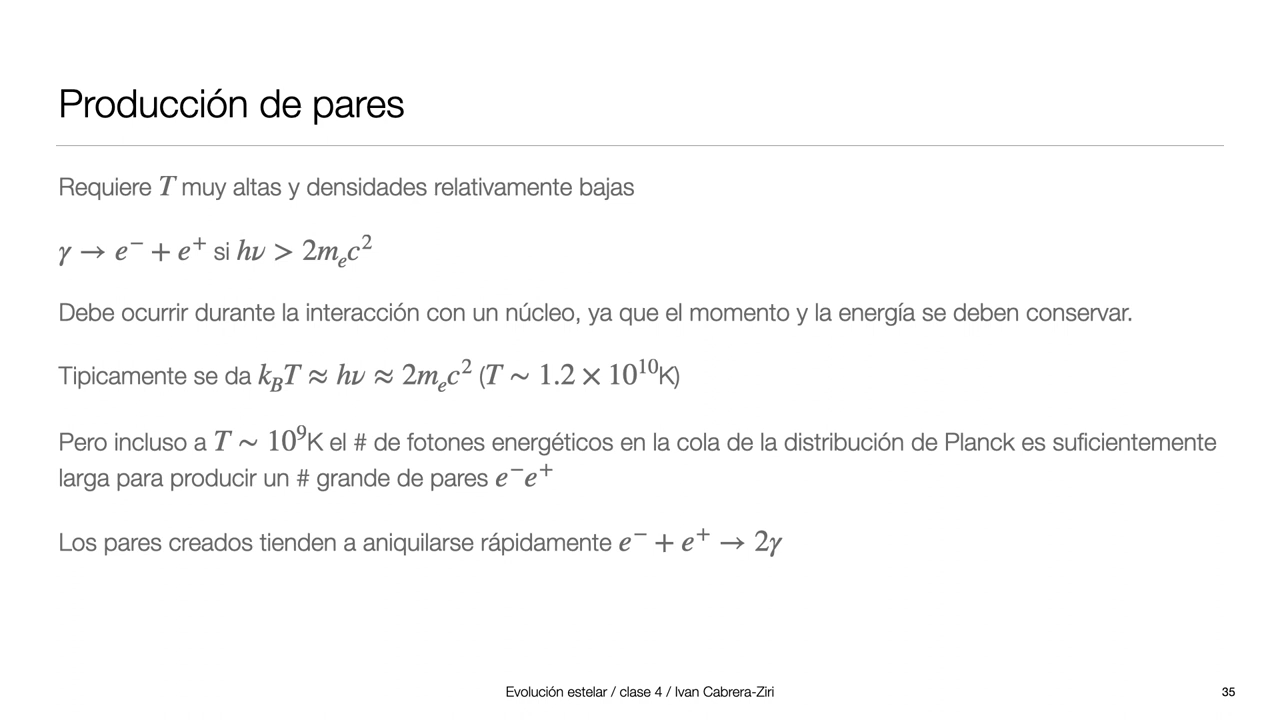 Producción de pares
Requiere T muy altas y densidades relativamente bajas
γ → e⁻ + e⁺ si hν > 2mₑc²
Debe ocurrir durante la interacción con un núcleo, ya que el momento y la energía se deben conservar.
Tipicamente se da k_BT ≈ hν ≈ 2mₑc² (T ∼ 1.2 × 10¹⁰K)
Pero incluso a T ∼ 10⁹K el # de fotones energéticos en la cola de la distribución de Planck es suficientemente
larga para producir un # grande de pares e⁻e⁺
Los pares creados tienden a aniquilarse rápidamente e⁻ + e⁺ → 2γ
Evolución estelar / clase 4 / Ivan Cabrera-Ziri
35